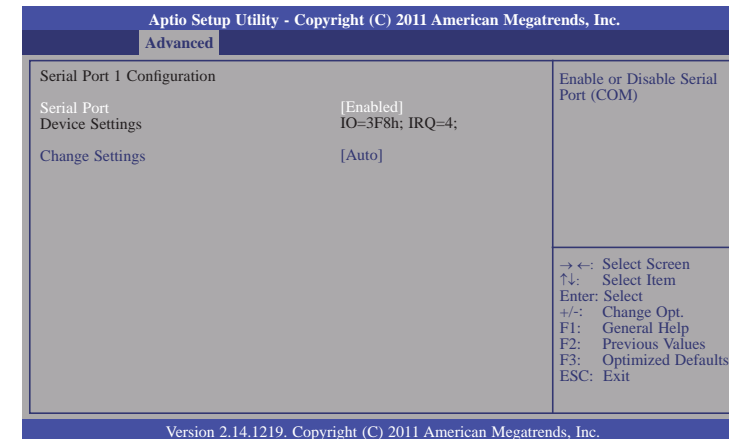 Aptio Setup Utility - Copyright (C) 2011 American Megatrends, Inc.
Advanced
Serial Port 1 Configuration
Serial Port [Enabled]
Device Settings IO=3F8h; IRQ=4;
Change Settings [Auto]
Enable or Disable Serial
Port (COM)
→ ←: Select Screen
↑↓: Select Item
Enter: Select
+/-: Change Opt.
F1: General Help
F2: Previous Values
F3: Optimized Defaults
ESC: Exit
Version 2.14.1219. Copyright (C) 2011 American Megatrends, Inc.